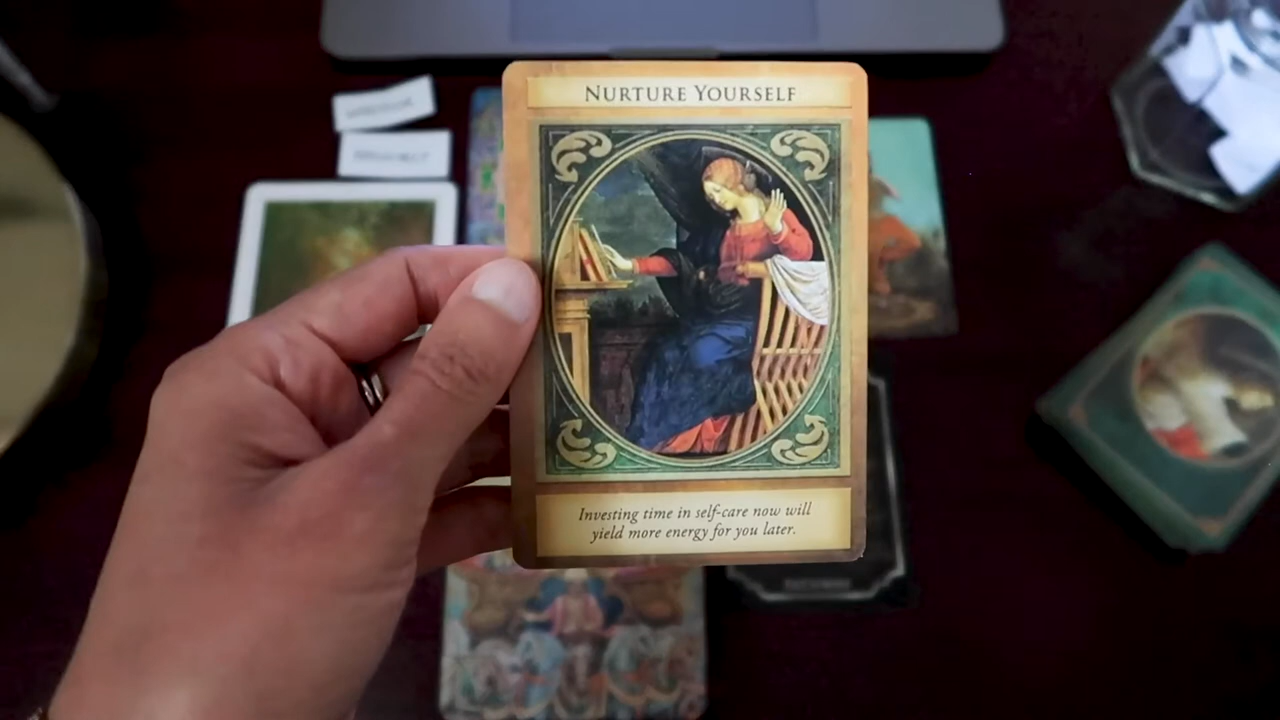 NURTURE YOURSELF
Investing time in self-care now will
yield more energy for you later.